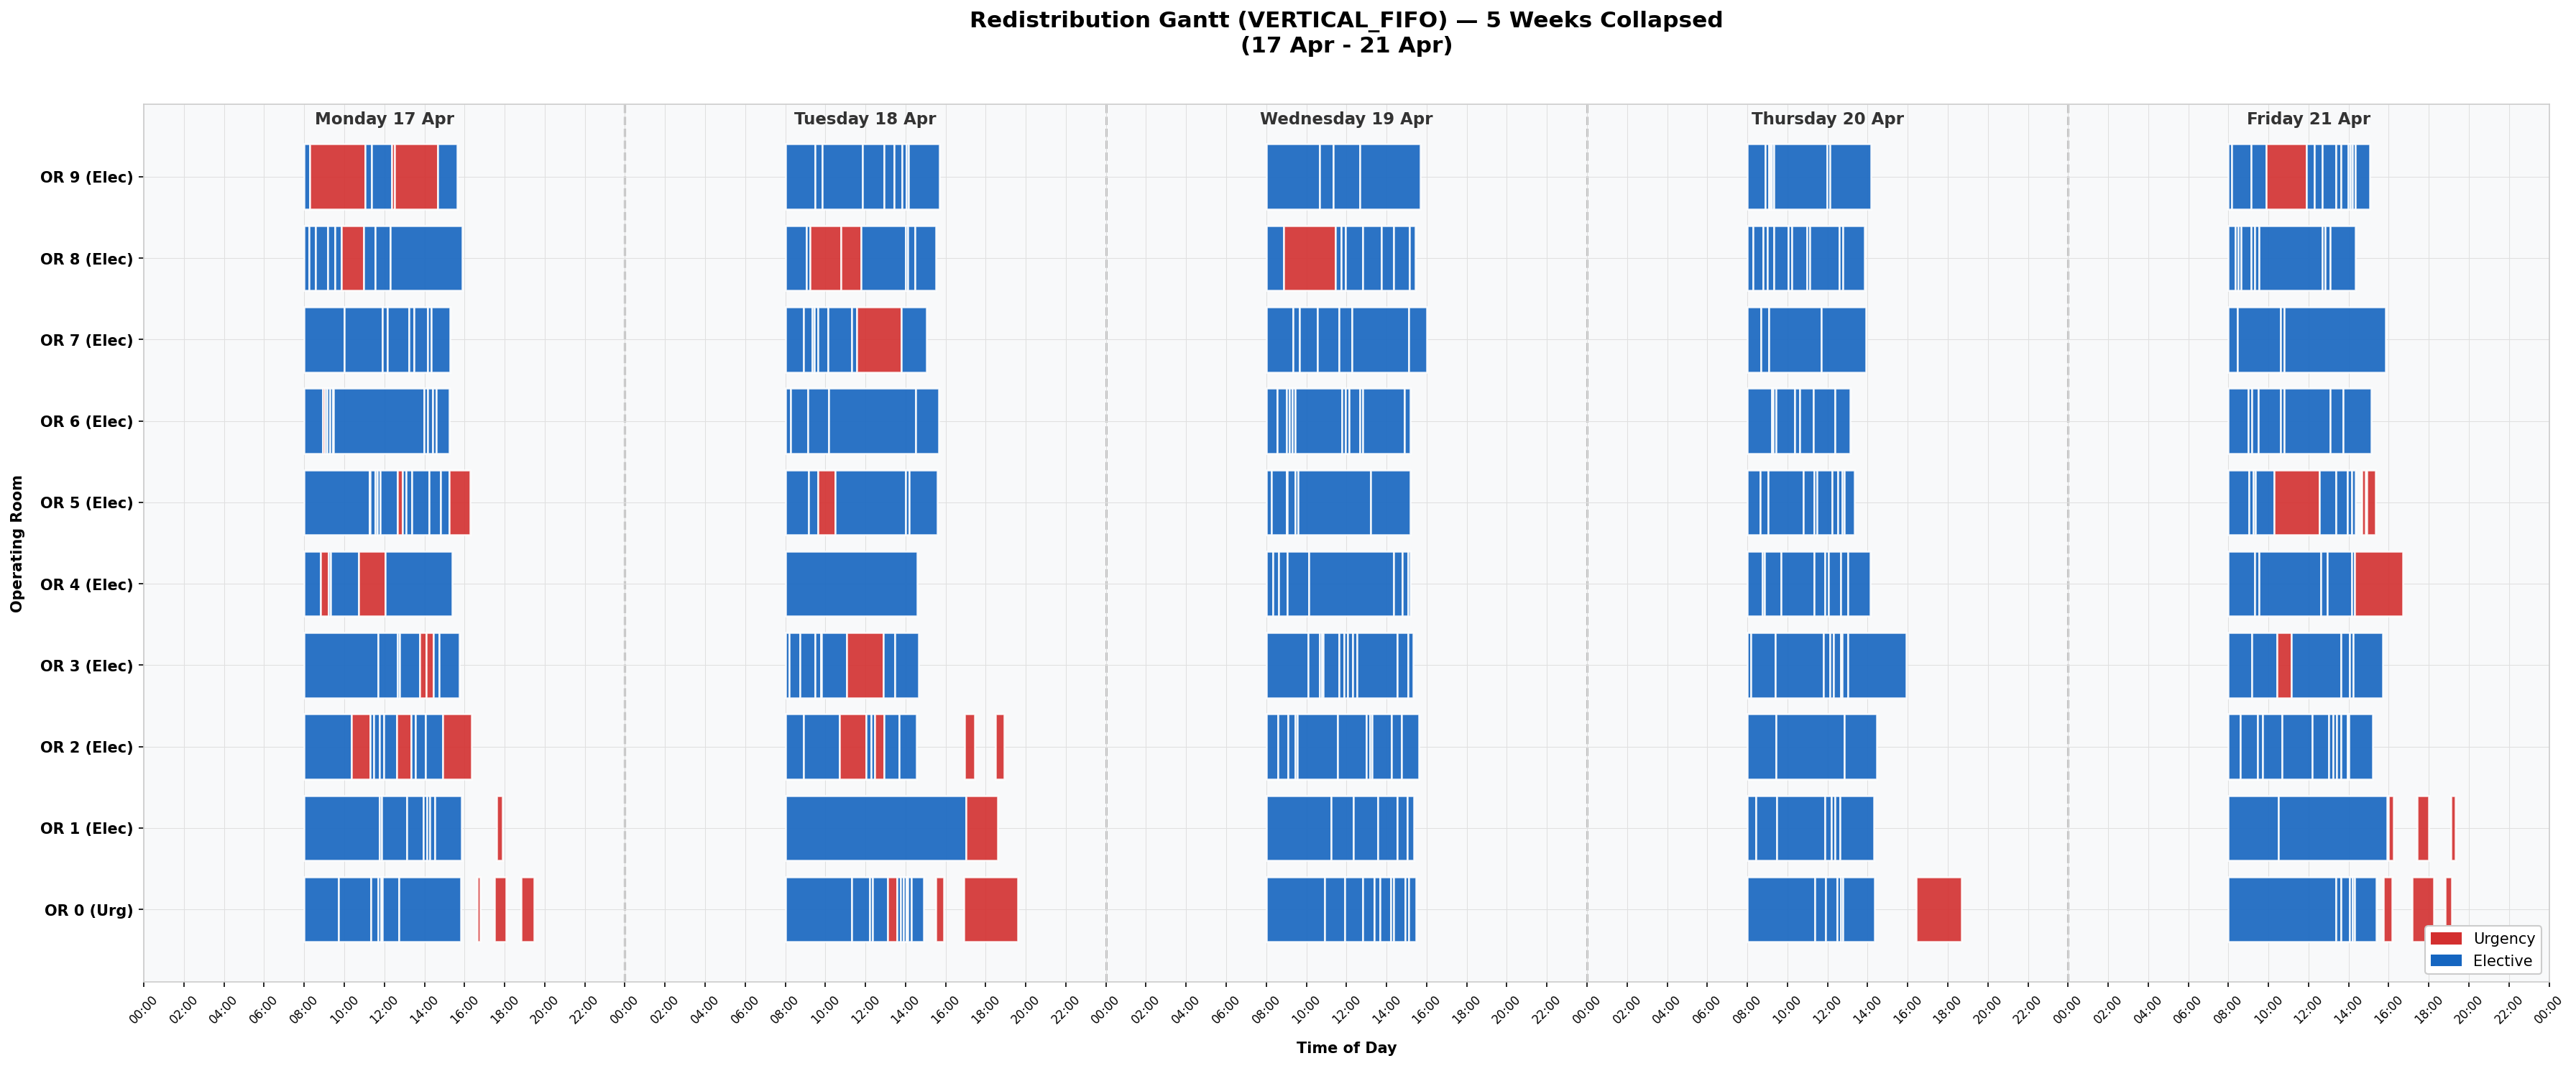 Redistribution Gantt (VERTICAL_FIFO) — 5 Weeks Collapsed
(17 Apr - 21 Apr)
Monday 17 Apr
Tuesday 18 Apr
Wednesday 19 Apr
Thursday 20 Apr
Friday 21 Apr
Operating Room
OR 9 (Elec)
OR 8 (Elec)
OR 7 (Elec)
OR 6 (Elec)
OR 5 (Elec)
OR 4 (Elec)
OR 3 (Elec)
OR 2 (Elec)
OR 1 (Elec)
OR 0 (Urg)
Urgency
Elective
00:00 02:00 04:00 06:00 08:00 10:00 12:00 14:00 16:00 18:00 20:00 22:00 00:00 02:00 04:00 06:00 08:00 10:00 12:00 14:00 16:00 18:00 20:00 22:00 00:00 02:00 04:00 06:00 08:00 10:00 12:00 14:00 16:00 18:00 20:00 22:00 00:00 02:00 04:00 06:00 08:00 10:00 12:00 14:00 16:00 18:00 20:00 22:00 00:00 02:00 04:00 06:00 08:00 10:00 12:00 14:00 16:00 18:00 20:00 22:00 00:00
Time of Day